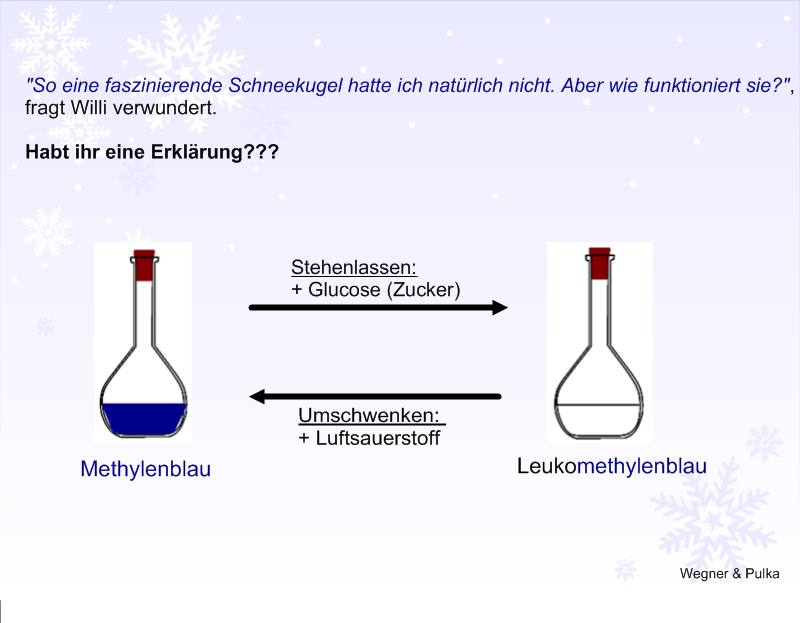 "So eine faszinierende Schneekugel hatte ich natürlich nicht. Aber wie funktioniert sie?",
fragt Willi verwundert.
Habt ihr eine Erklärung???
Stehenlassen:
+ Glucose (Zucker)
Umschwenken:
+ Luftsauerstoff
Methylenblau
Leukomethylenblau
Wegner & Pulka